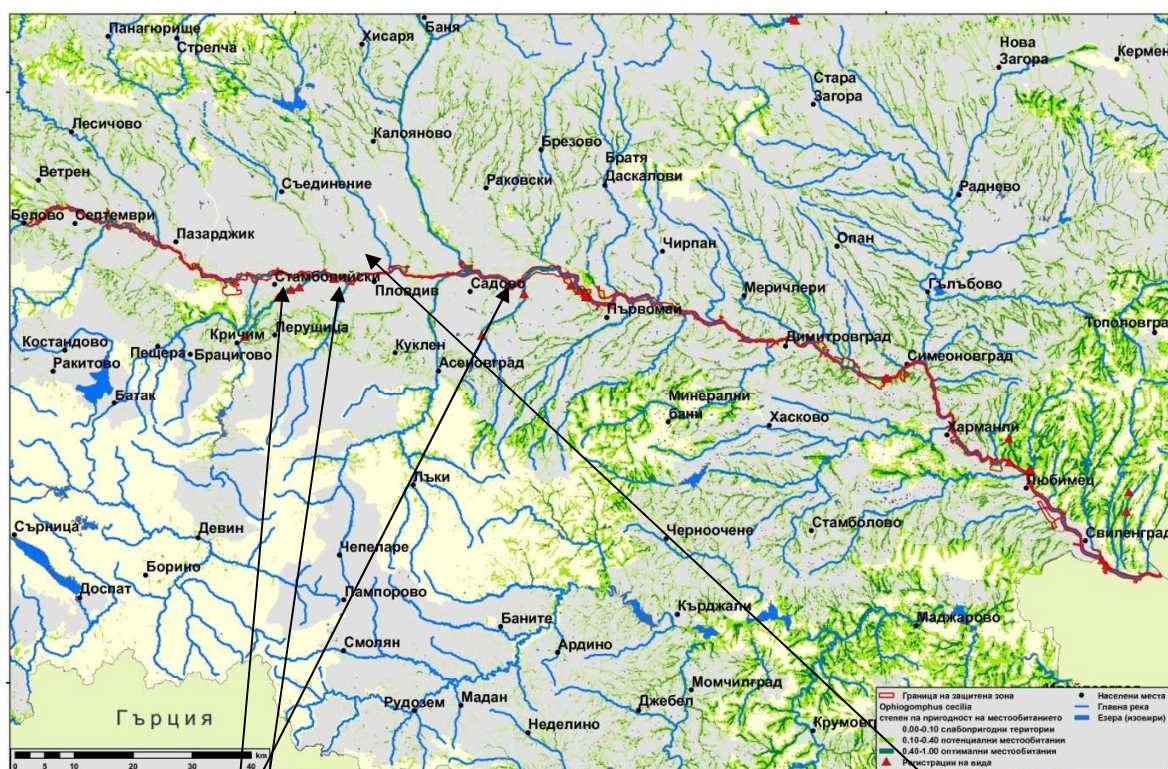 Панагюрище
Стрелча
Хисаря
Баня
Нова
Загора
Кермен
Стара
Загора
Лесичово
Калояново
Брезово
Братя
Даскалови
Ветрен
Съединение
Раковски
Раднево
Белово
Септември
Пазарджик
Чирпан
Опан
Стамболийски
Пловдив
Садово
Меричлери
Гълъбово
Първомай
Тополовград
Костандово
Ракитово
Пещера
Брацигово
Кричим
Перушица
Куклен
Асеновград
Димитровград
Симеоновград
Батак
Минерални
бани
Хасково
Харманли
Лъки
Любимец
Сърница
Девин
Черноочене
Стамболово
Свиленград
Чепеларе
Борино
Доспат
Пампорово
Баните
Кърджали
Маджарово
Смолян
Ардино
Рудозем
Мадан
Джебел
Момчилград
Гърция
Неделино
Крумовг
Граница на защитена зона
Населени места
Ophiogomphus cecilia
Главна река
степен на пригодност на местообитанието
Езера (язовири)
0.00-0.10 слабопригодни територии
0.10-0.40 потенциални местообитания
0.40-1.00 оптимални местообитания
Регистрации на вида
km
0 5 10 20 30 40